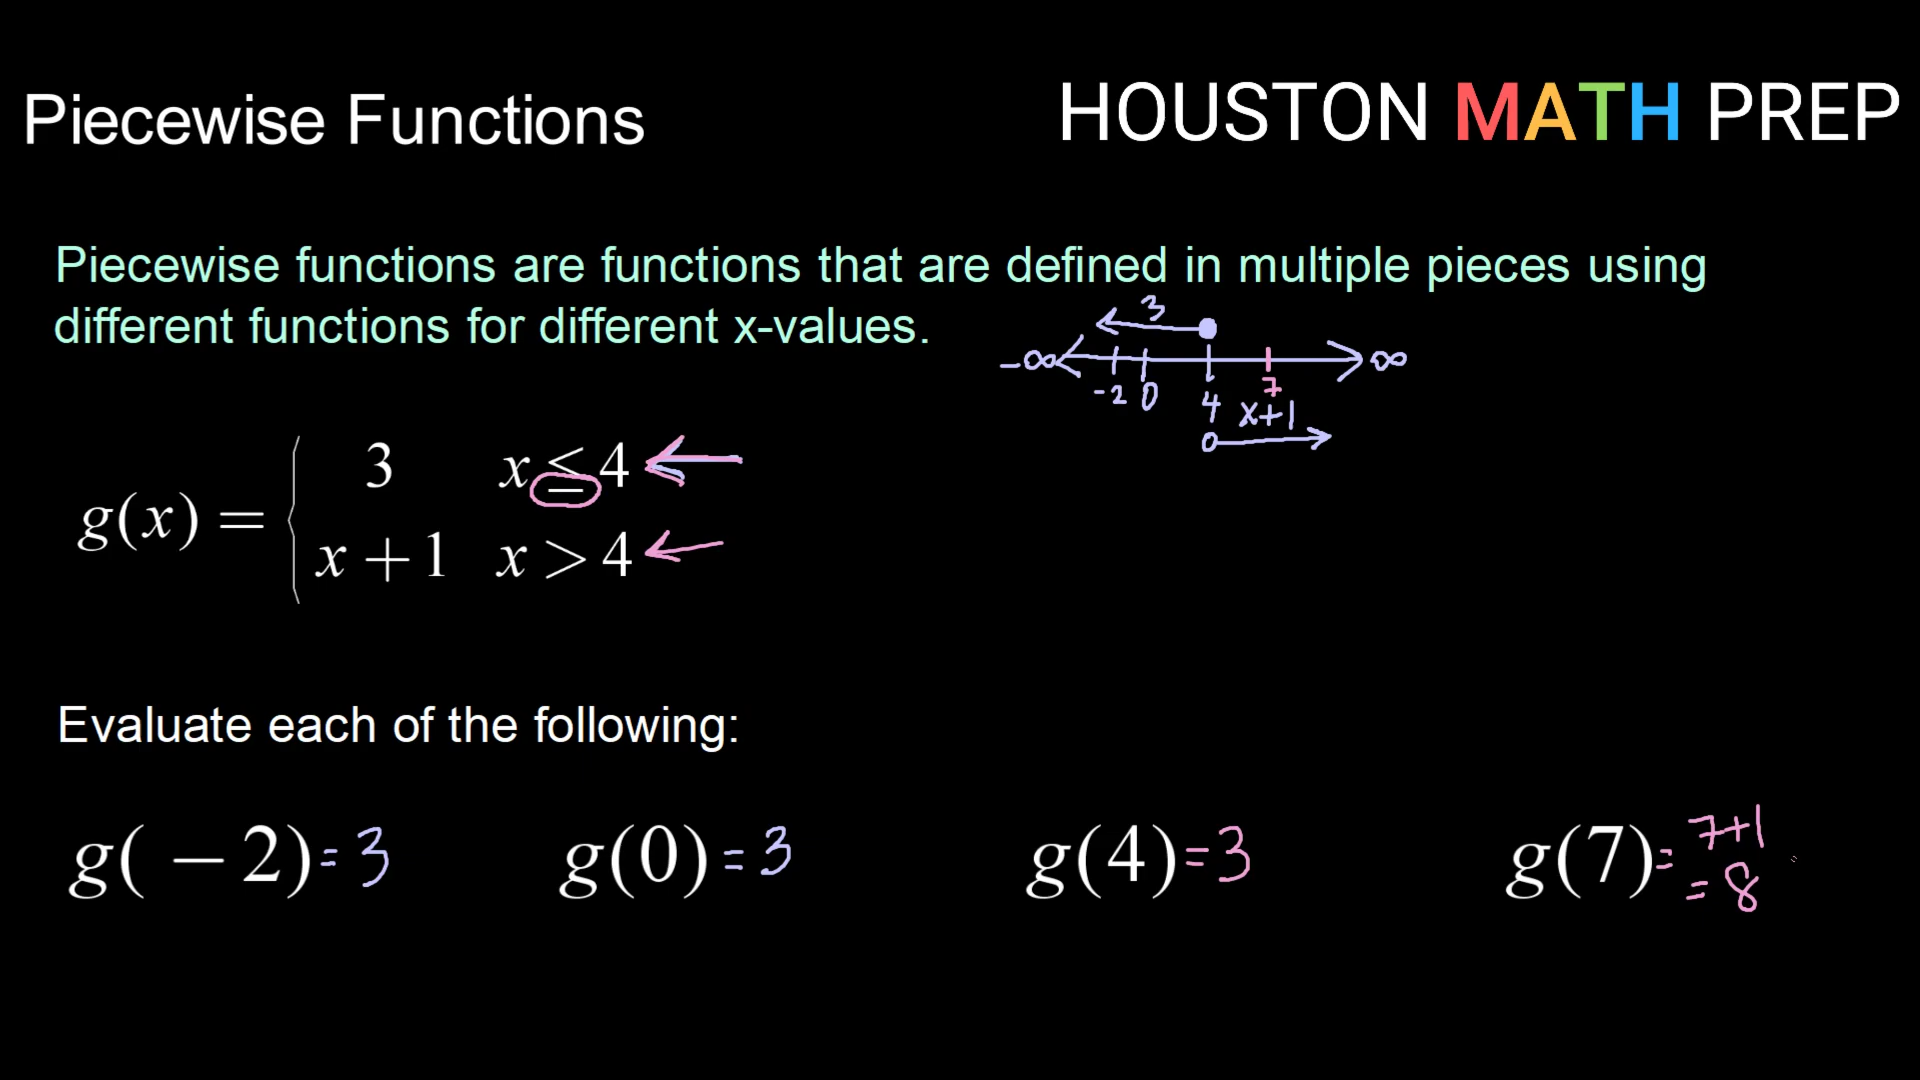 Piecewise Functions
HOUSTON MATH PREP
Piecewise functions are functions that are defined in multiple pieces using
different functions for different x-values.
3
-∞ ∞
-2 0 4 7
x+1
g(x) = { 3 x ≤ 4
x + 1 x > 4
Evaluate each of the following:
g( − 2) = 3 g(0) = 3 g(4) = 3 g(7) = 7+1
= 8